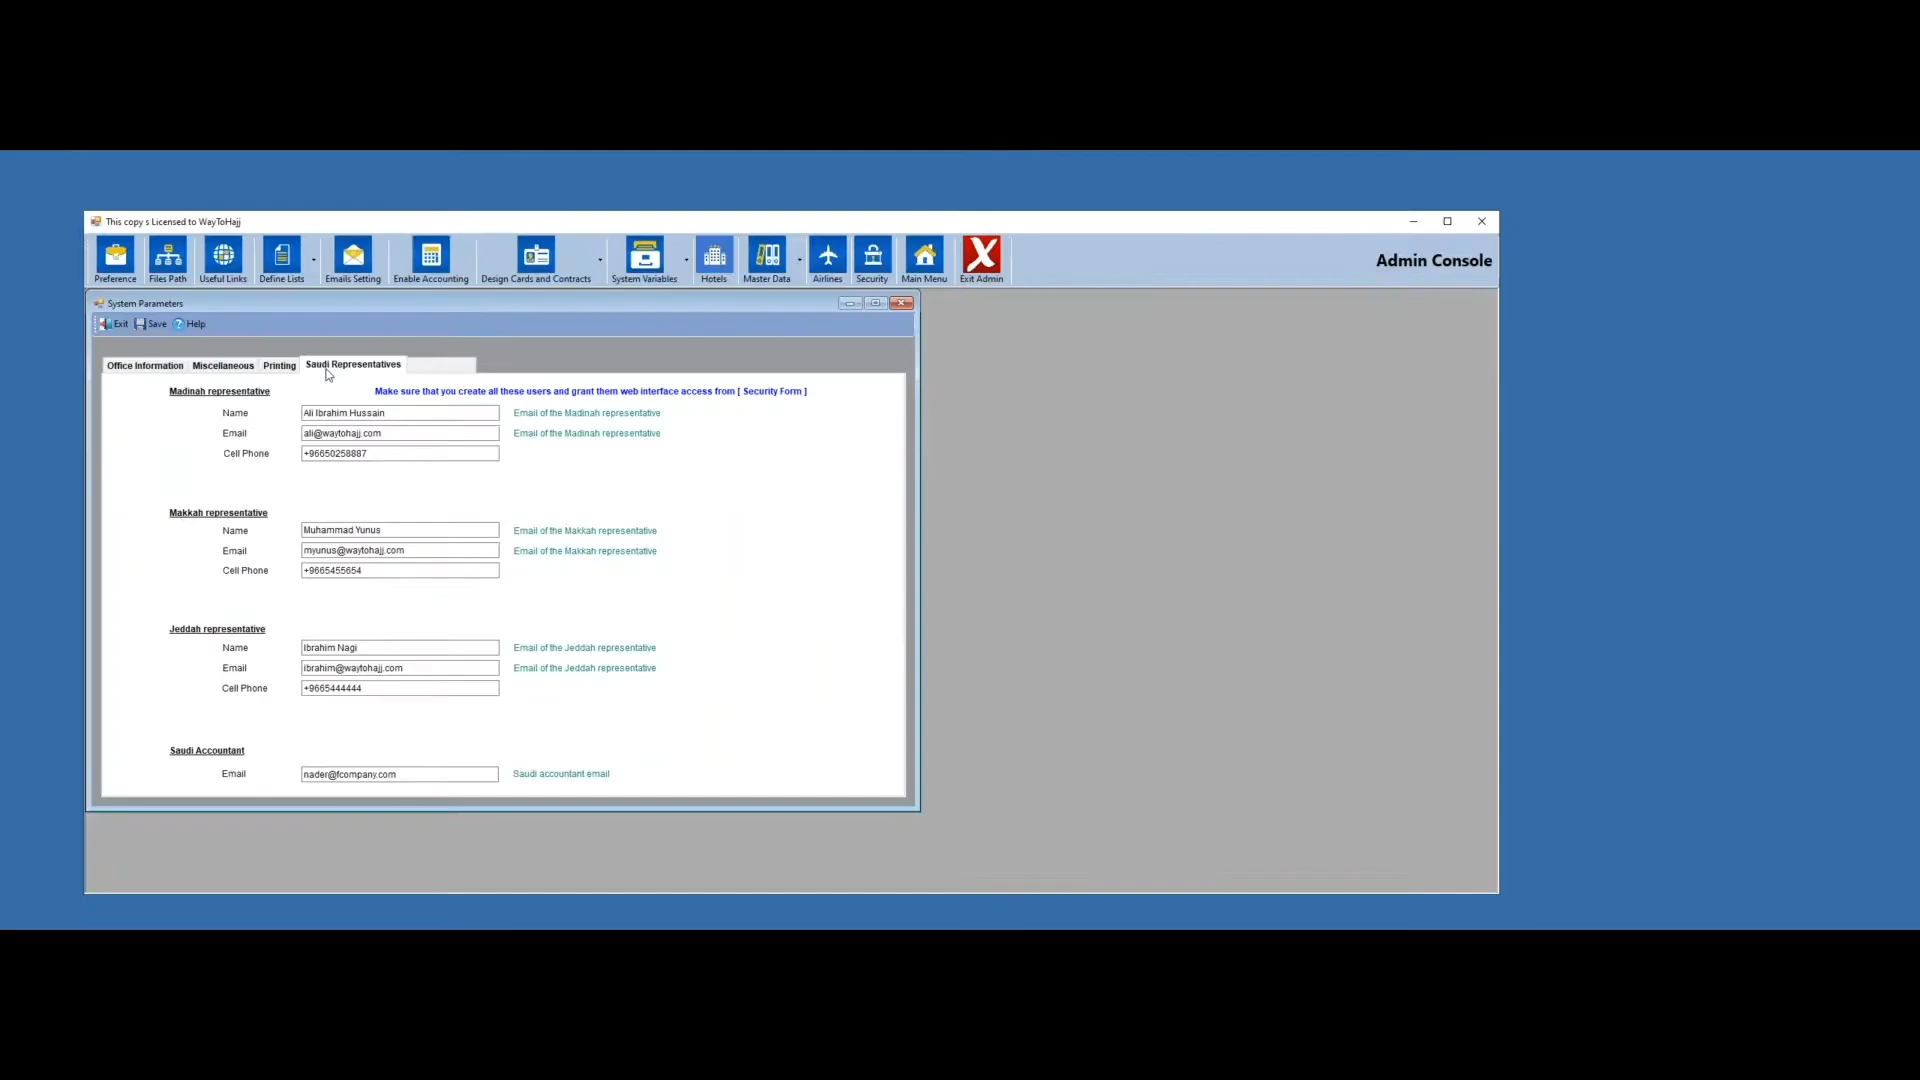 This copy s Licensed to WayToHajj
Preference Files Path Useful Links Define Lists Emails Setting Enable Accounting Design Cards and Contracts System Variables Hotels Master Data Airlines Security Main Menu Exit Admin
Admin Console
System Parameters
Exit Save Help
Office Information Miscellaneous Printing Saudi Representatives
Madinah representative Make sure that you create all these users and grant them web interface access from [ Security Form ]
Name Ali Ibrahim Hussain Email of the Madinah representative
Email ali@waytohajj.com Email of the Madinah representative
Cell Phone +96650258887
Makkah representative
Name Muhammad Yunus Email of the Makkah representative
Email myunus@waytohajj.com Email of the Makkah representative
Cell Phone +9665455654
Jeddah representative
Name Ibrahim Nagi Email of the Jeddah representative
Email ibrahim@waytohajj.com Email of the Jeddah representative
Cell Phone +9665444444
Saudi Accountant
Email nader@fcompany.com Saudi accountant email